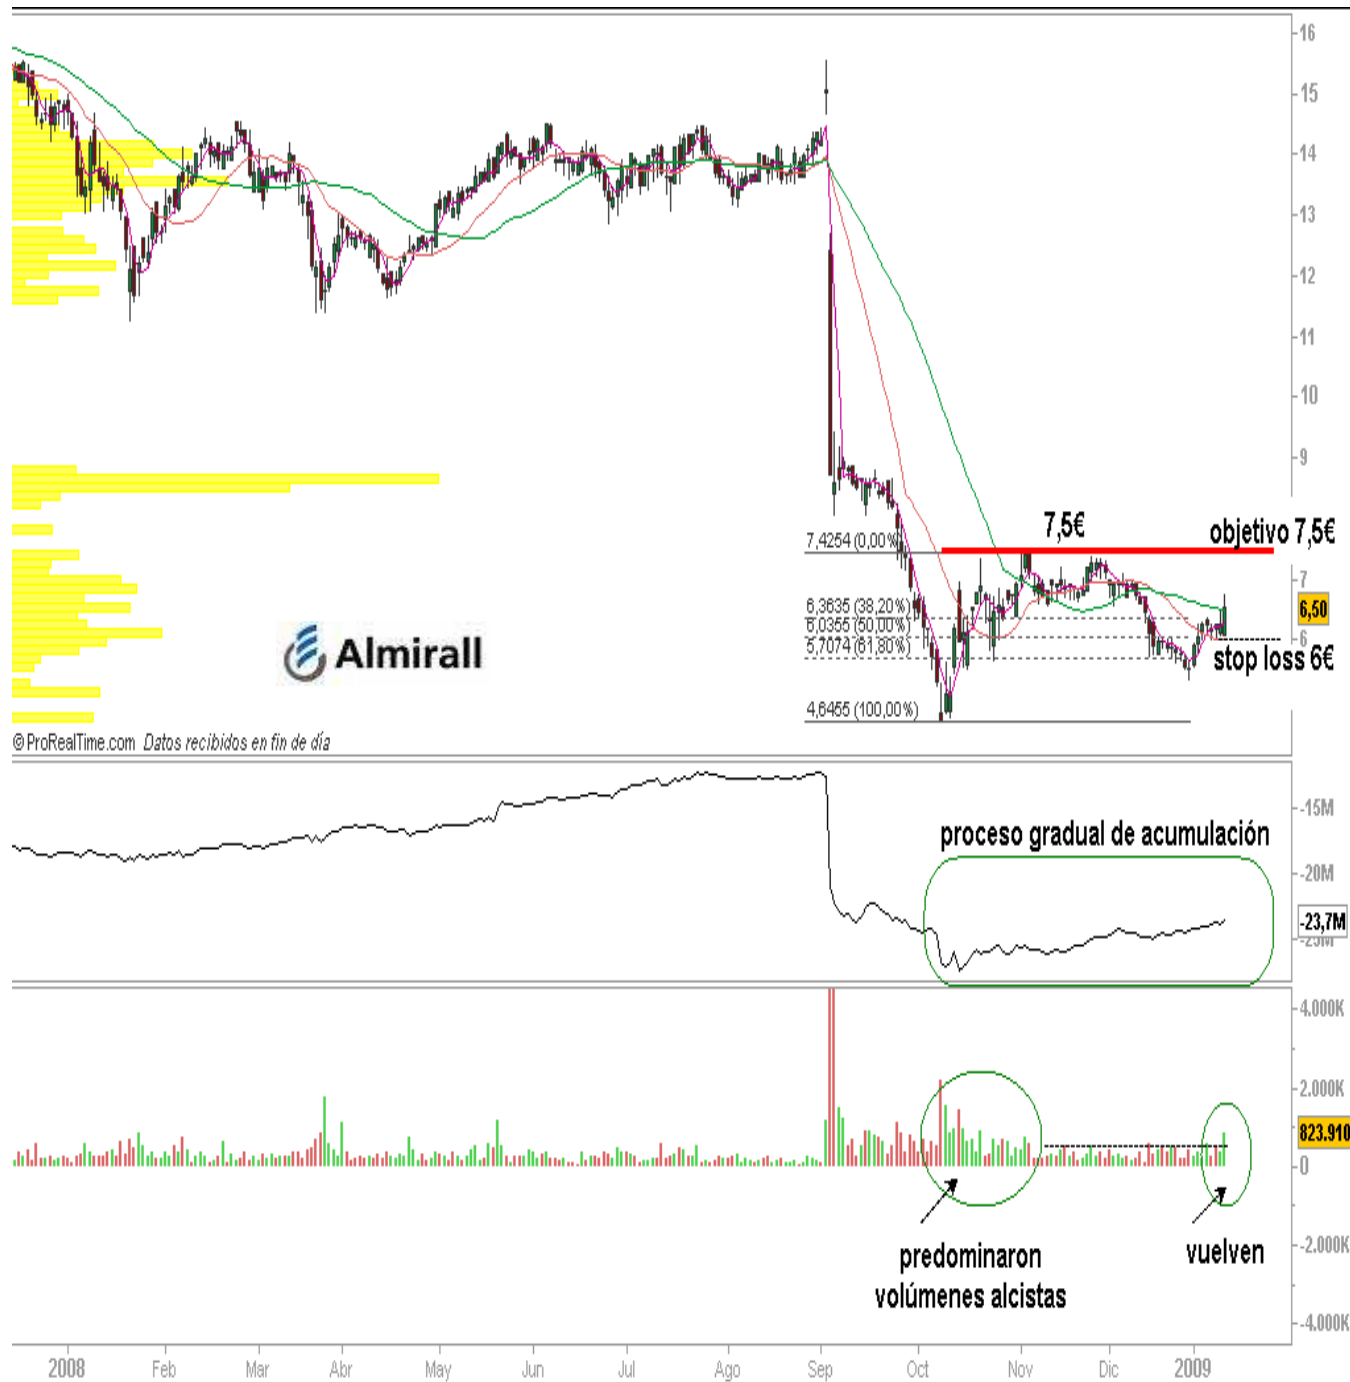 16
15
14
13
12
11
10
9
7,5€
objetivo 7,5€
7,4254 (0,00%)
7
6,3635 (38,20%)
6,50
6,0355 (50,00%)
6
5,7074 (61,80%)
stop loss 6€
Almirall
4,6455 (100,00%)
© ProRealTime.com Datos recibidos en fin de día
-15M
proceso gradual de acumulación
-20M
-23,7M
-25M
4.000K
2.000K
823.910
0
predominaron
volúmenes alcistas
vuelven
-2.000K
-4.000K
2008 Feb Mar Abr May Jun Jul Ago Sep Oct Nov Dic 2009